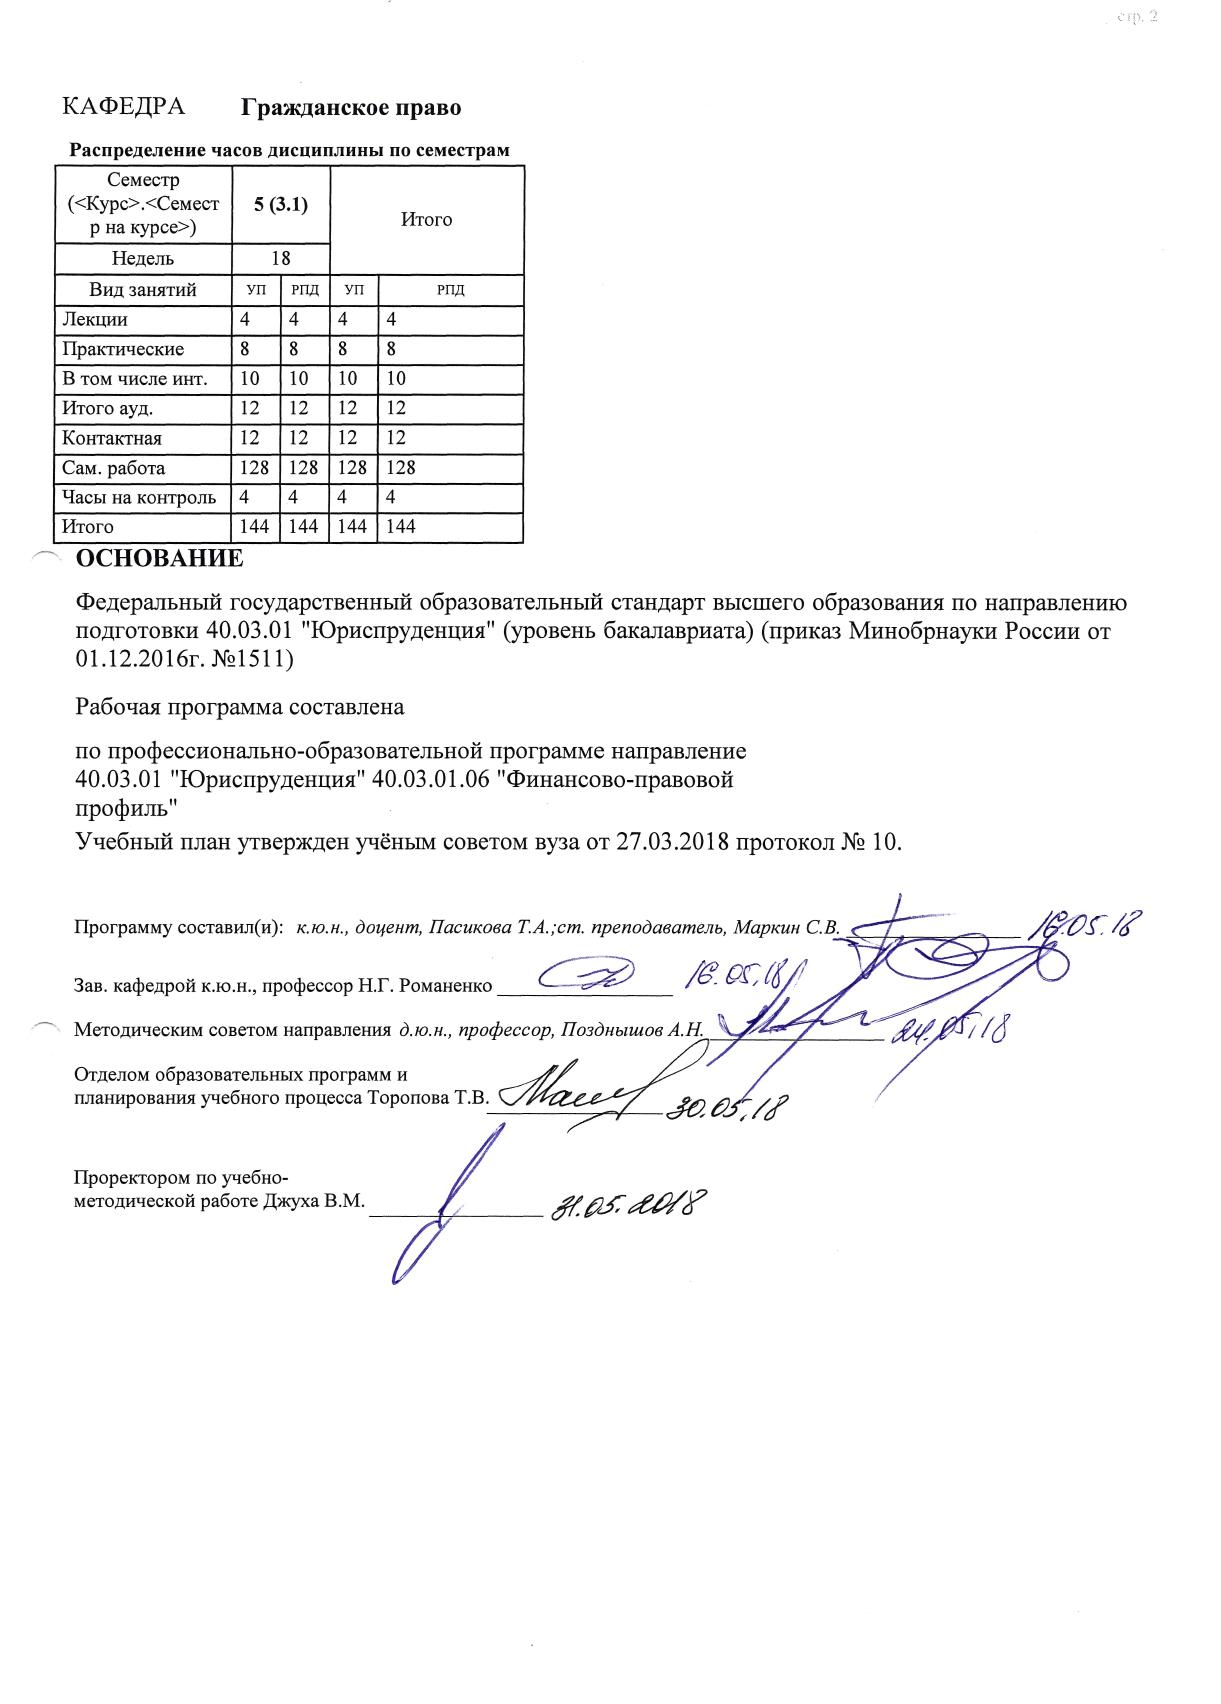 стр. 2
КАФЕДРА Гражданское право
Распределение часов дисциплины по семестрам
Семестр
(<Курс>.<Семест
р на курсе>)
5 (3.1)
Итого
Недель 18
Вид занятий УП РПД УП РПД
Лекции 4 4 4 4
Практические 8 8 8 8
В том числе инт. 10 10 10 10
Итого ауд. 12 12 12 12
Контактная 12 12 12 12
Сам. работа 128 128 128 128
Часы на контроль 4 4 4 4
Итого 144 144 144 144
ОСНОВАНИЕ
Федеральный государственный образовательный стандарт высшего образования по направлению
подготовки 40.03.01 "Юриспруденция" (уровень бакалавриата) (приказ Минобрнауки России от
01.12.2016г. №1511)
Рабочая программа составлена
по профессионально-образовательной программе направление
40.03.01 "Юриспруденция" 40.03.01.06 "Финансово-правовой
профиль"
Учебный план утвержден учёным советом вуза от 27.03.2018 протокол № 10.
Программу составил(и): к.ю.н., доцент, Пасикова Т.А.;ст. преподаватель, Маркин С.В. 16.05.18
Зав. кафедрой к.ю.н., профессор Н.Г. Романенко 16.05.18
Методическим советом направления д.ю.н., профессор, Позднышов А.Н. 24.05.18
Отделом образовательных программ и
планирования учебного процесса Торопова Т.В. 30.05.18
Проректором по учебно-
методической работе Джуха В.М. 31.05.2018